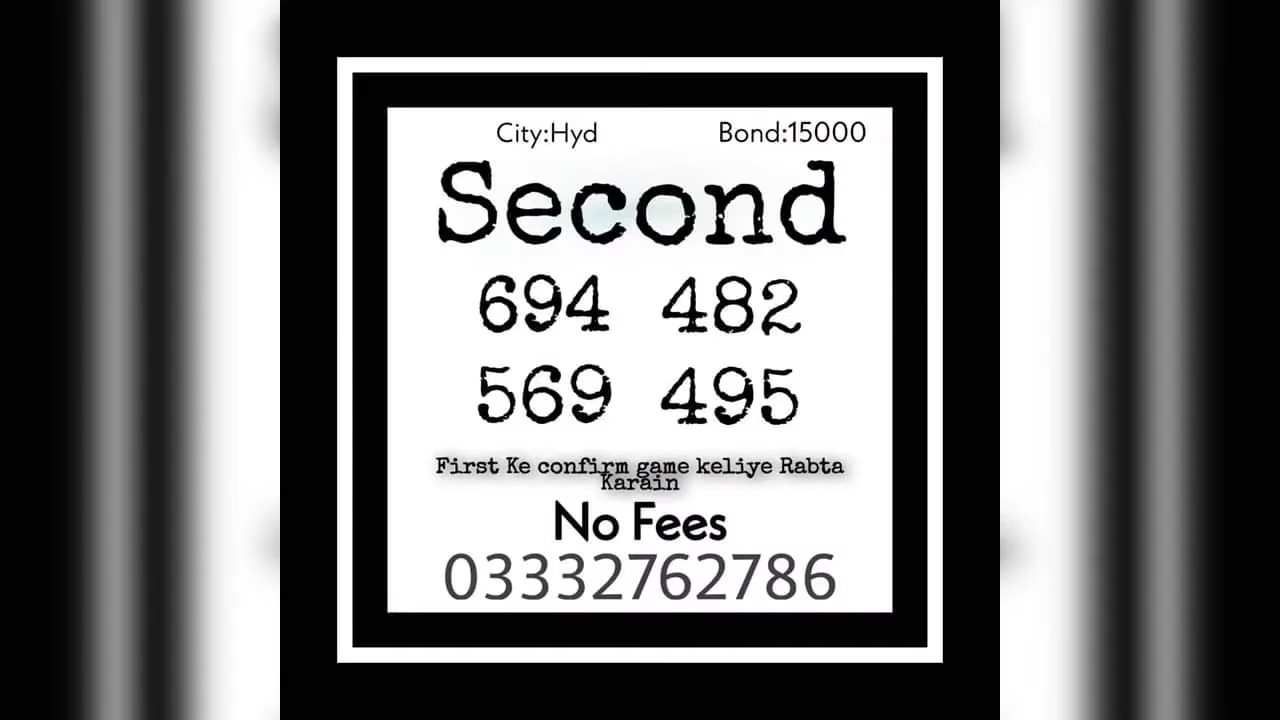 City:Hyd Bond:15000
Second
694 482
569 495
First Ke confirm game keliye Rabta
Karain
No Fees
03332762786